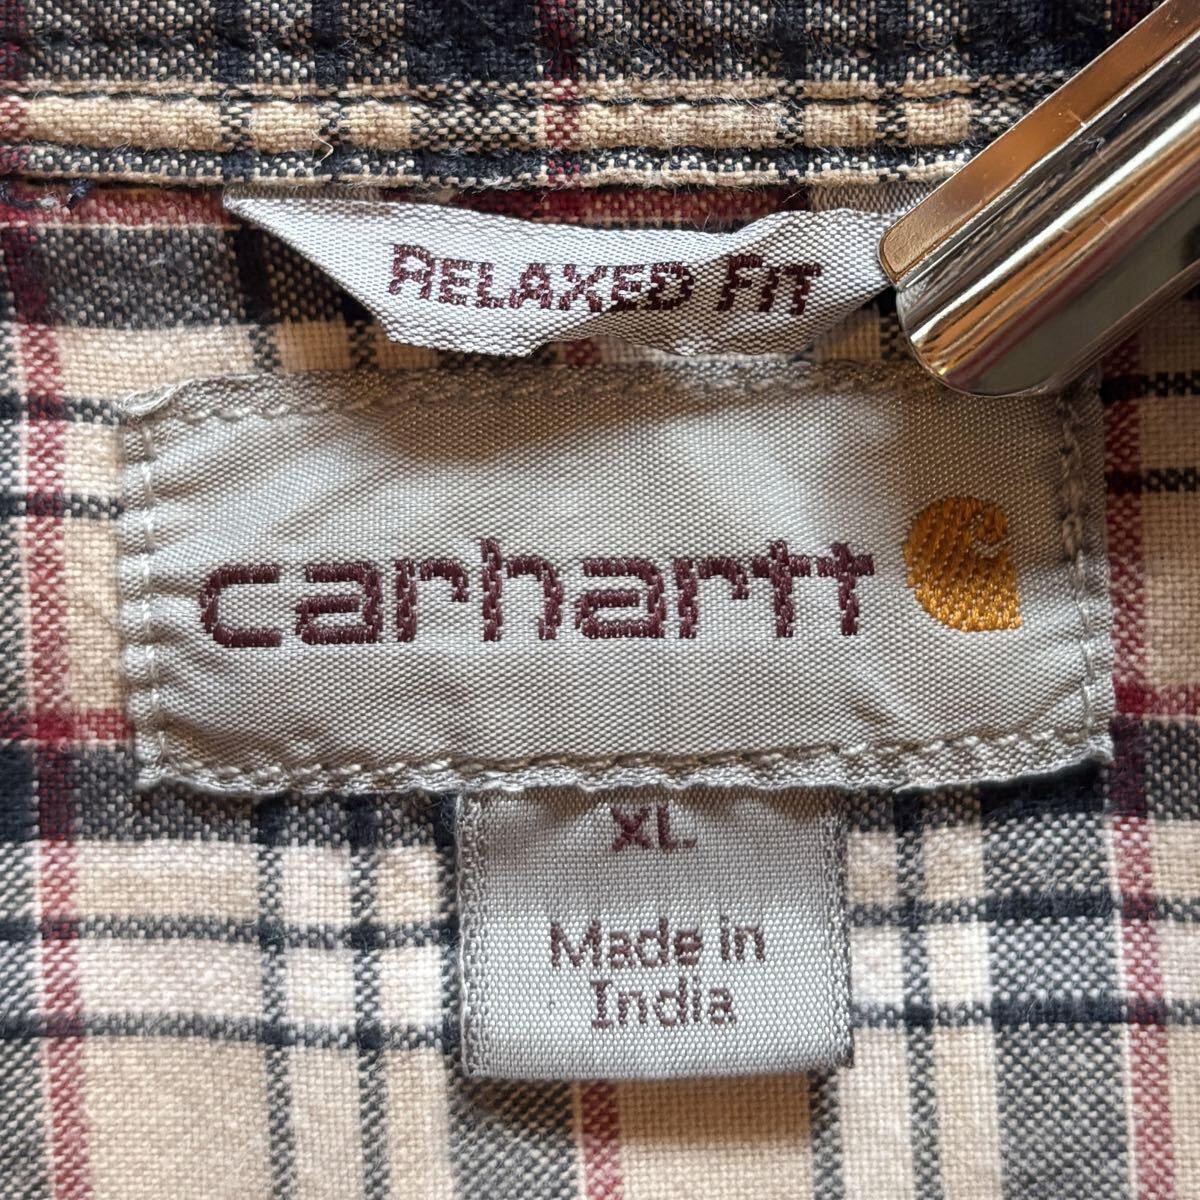 RELAXED FIT
carhartt
XL
Made in
India